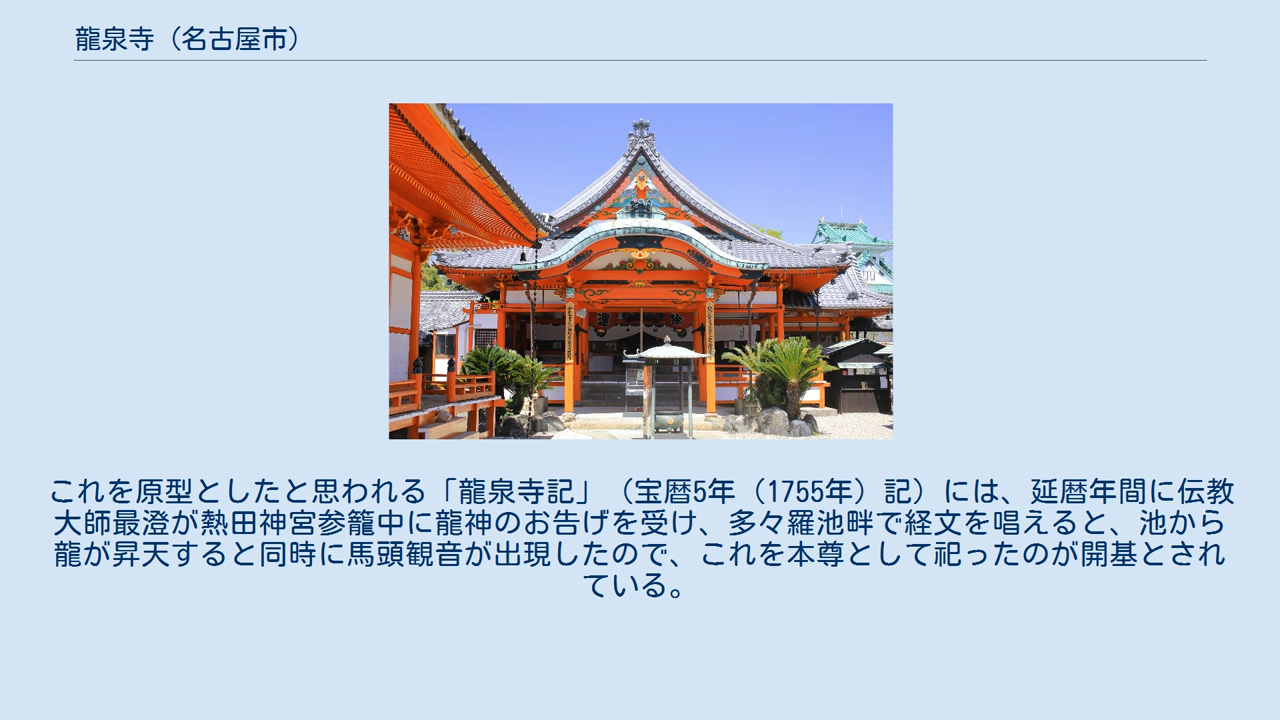 龍泉寺（名古屋市）
これを原型としたと思われる「龍泉寺記」（宝暦5年（1755年）記）には、延暦年間に伝教
大師最澄が熱田神宮参籠中に龍神のお告げを受け、多々羅池畔で経文を唱えると、池から
龍が昇天すると同時に馬頭観音が出現したので、これを本尊として祀ったのが開基とされ
ている。